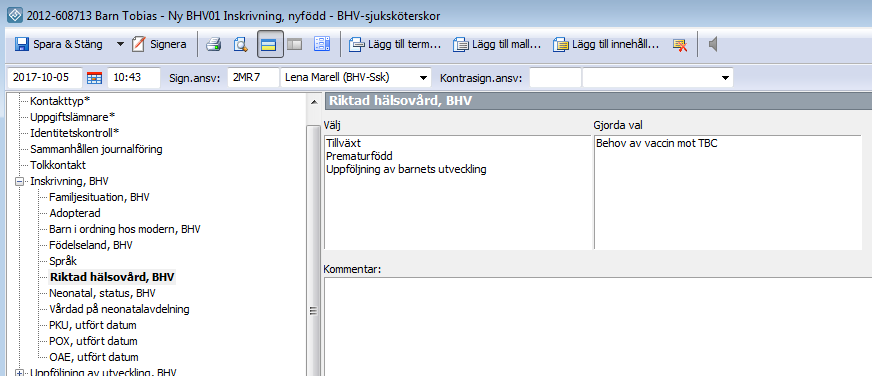 2012-608713 Barn Tobias - Ny BHV01 Inskrivning, nyfödd - BHV-sjuksköterskor
Spara & Stäng Signera Lägg till term... Lägg till mall... Lägg till innehåll...
2017-10-05 10:43 Sign.ansv: 2MR7 Lena Marell (BHV-Ssk) Kontrasign.ansv:
Kontakttyp*
Uppgiftslämnare*
Identitetskontroll*
Sammanhållen journalföring
Tolkkontakt
Inskrivning, BHV
Familjesituation, BHV
Adopterad
Barn i ordning hos modern, BHV
Födelseland, BHV
Språk
Riktad hälsovård, BHV
Neonatal, status, BHV
Vårdad på neonatalavdelning
PKU, utfört datum
POX, utfört datum
OAE, utfört datum
Uppföljning av utveckling, BHV
Riktad hälsovård, BHV
Välj Gjorda val
Tillväxt
Prematurfödd
Uppföljning av barnets utveckling
Behov av vaccin mot TBC
Kommentar: